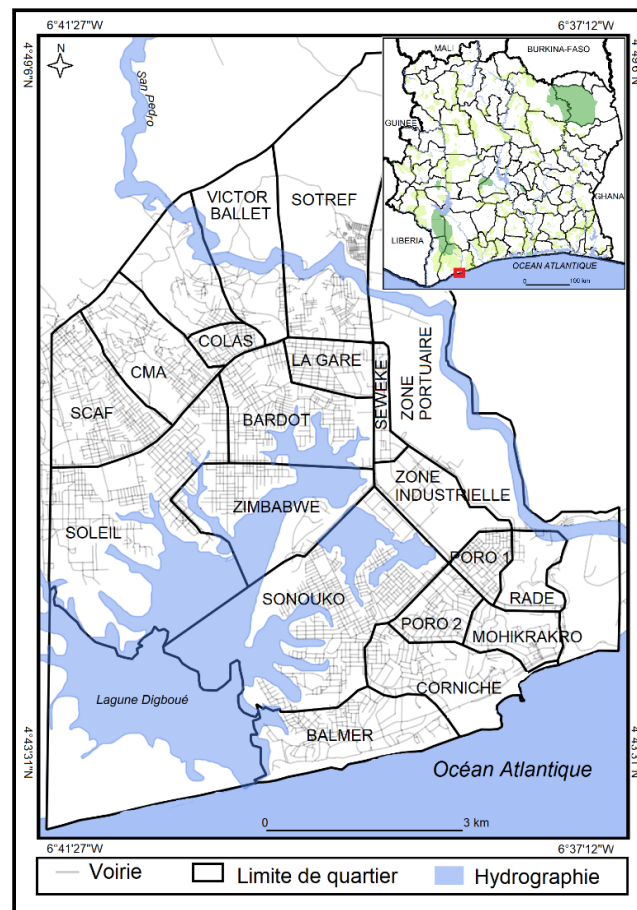 6°41'27"W
6°37'12"W
4°49'6"N
4°49'6"N
N
San Pedro
MALI
BURKINA-FASO
GUINEE
GHANA
LIBERIA
OCEAN ATLANTIQUE
0
100 km
VICTOR
BALLET
SOTREF
COLAS
LA GARE
CMA
SCAF
BARDOT
SEWEKE
ZONE
PORTUAIRE
ZONE
INDUSTRIELLE
ZIMBABWE
SOLEIL
PORO 1
SONOUKO
RADE
PORO 2
MOHIKRAKRO
CORNICHE
Lagune Digboué
BALMER
Océan Atlantique
4°43'31"N
4°43'31"N
0
3 km
6°41'27"W
6°37'12"W
Voirie
Limite de quartier
Hydrographie